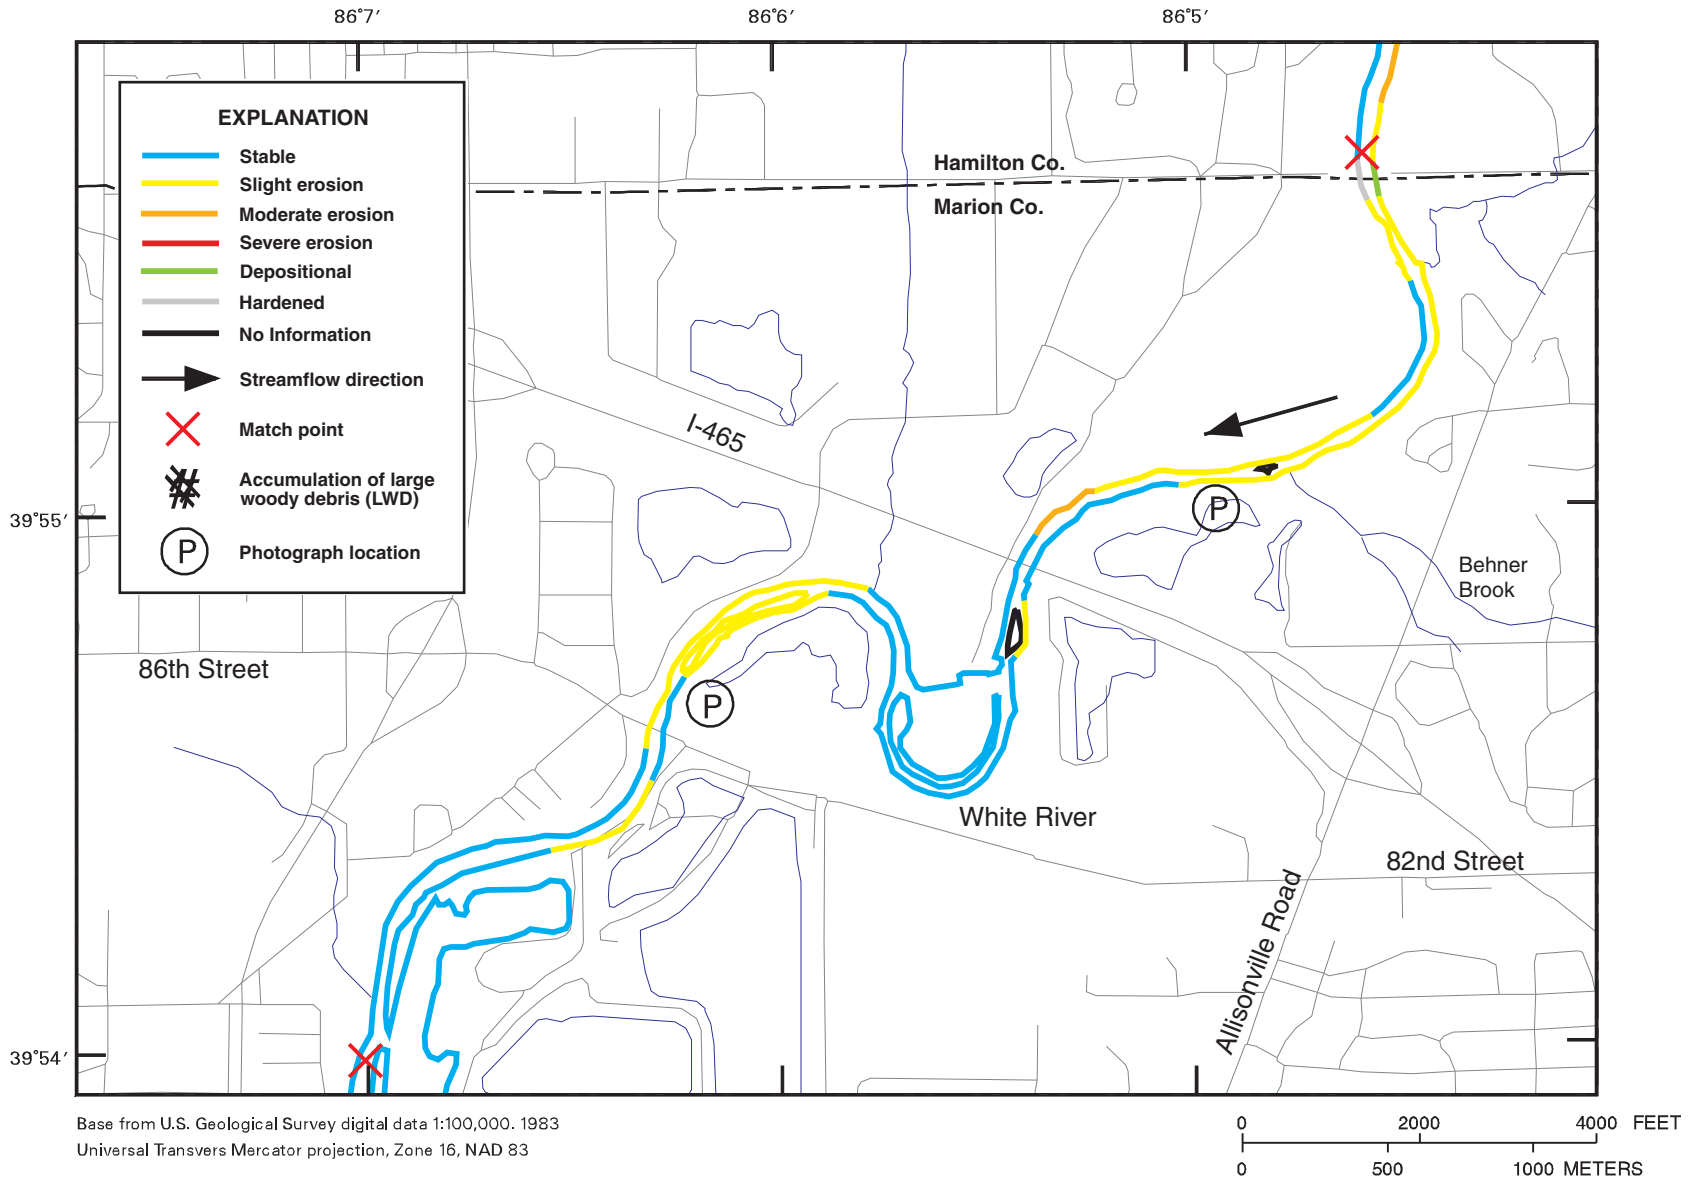 86°7′ 86°6′ 86°5′
EXPLANATION
Stable
Slight erosion
Moderate erosion
Severe erosion
Depositional
Hardened
No Information
Streamflow direction
Match point
Accumulation of large
woody debris (LWD)
P Photograph location
Hamilton Co.
Marion Co.
I-465
39°55′
P
Behner
Brook
86th Street
P
White River
82nd Street
Allisonville Road
39°54′
Base from U.S. Geological Survey digital data 1:100,000. 1983
Universal Transvers Mercator projection, Zone 16, NAD 83
0 2000 4000 FEET
0 500 1000 METERS